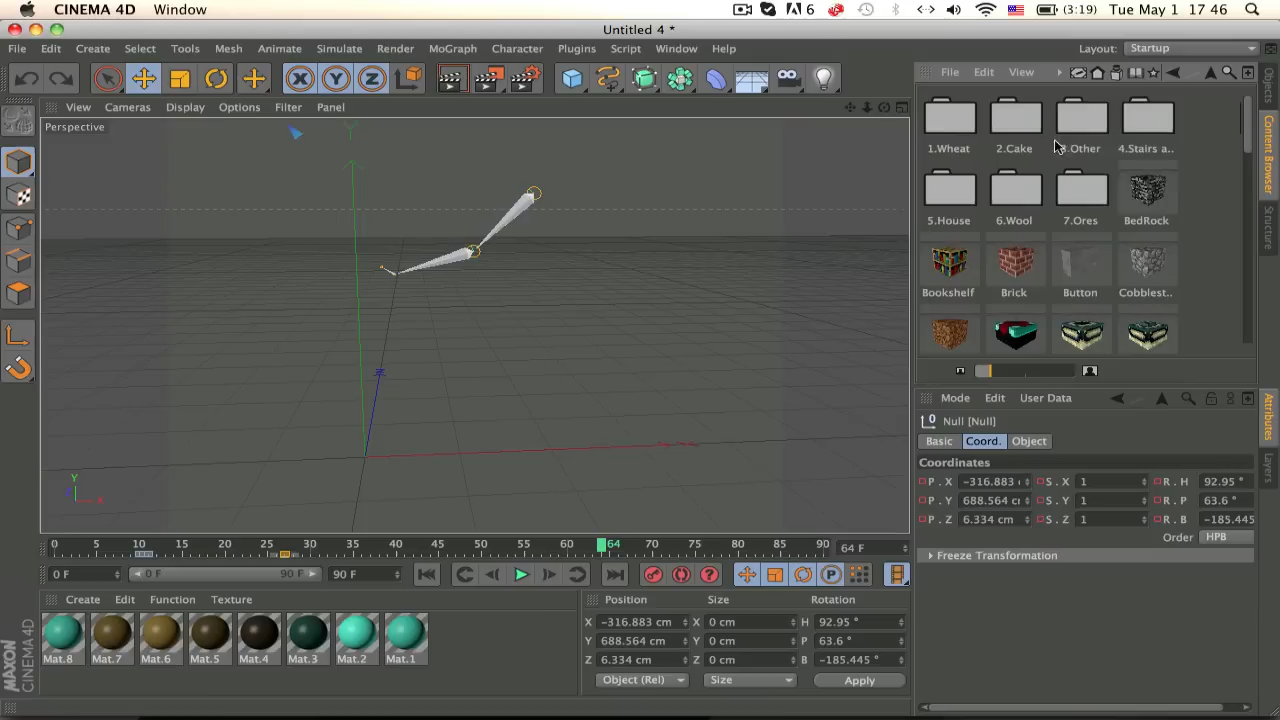 CINEMA 4D Window 6 (3:19) Tue May 1 17:46
Untitled 4 *
File Edit Create Select Tools Mesh Animate Simulate Render MoGraph Character Plugins Script Window Help Layout: Startup
File Edit View
View Cameras Display Options Filter Panel
Perspective
Y
X
1.Wheat 2.Cake 3.Other 4.Stairs a..
5.House 6.Wool 7.Ores BedRock
Bookshelf Brick Button Cobblest..
Objects
Content Browser
Structure
Mode Edit User Data
Null [Null]
Basic Coord. Object
Coordinates
P . X -316.883 S . X 1 R . H 92.95 °
P . Y 688.564 S . Y 1 R . P 63.6 °
P . Z 6.334 cm S . Z 1 R . B -185.445
Order HPB
Freeze Transformation
Attributes
Layers
0 5 10 15 20 25 30 35 40 45 50 55 60 64 70 75 80 85 90 64 F
0 F 0 F 90 F 90 F
Create Edit Function Texture
Mat.8 Mat.7 Mat.6 Mat.5 Mat.4 Mat.3 Mat.2 Mat.1
Position Size Rotation
X -316.883 cm X 0 cm H 92.95 °
Y 688.564 cm Y 0 cm P 63.6 °
Z 6.334 cm Z 0 cm B -185.445 °
Object (Rel) Size Apply
MAXON
CINEMA 4D